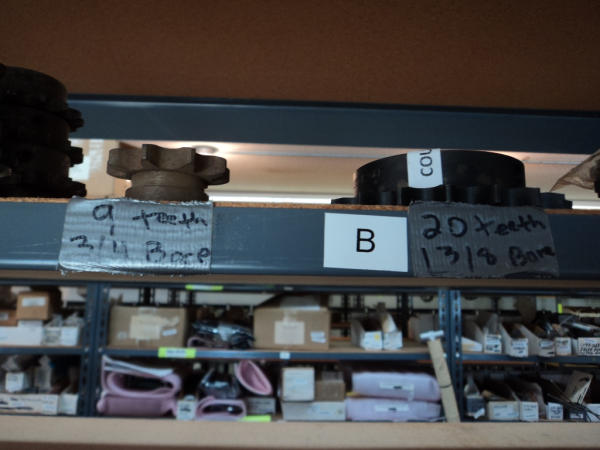 9 teeth
3/4 Bore
B
COU
20 teeth
1 3/8 Bore